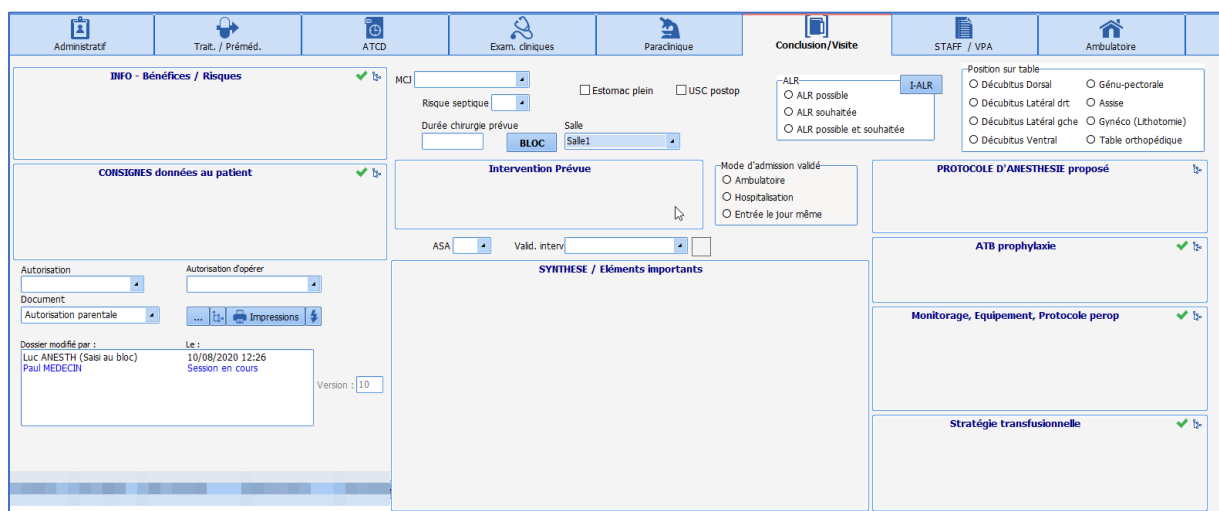 Administratif
Trait. / Préméd.
ATCD
Exam. cliniques
Paraclinique
Conclusion/Visite
STAFF / VPA
Ambulatoire
INFO - Bénéfices / Risques
CONSIGNES données au patient
Autorisation
Autorisation d'opérer
Document
Autorisation parentale
... Impressions
Dossier modifié par : Le :
Luc ANESTH (Saisi au bloc) 10/08/2020 12:26
Paul MEDECIN Session en cours
Version : 10
MCJ
Estomac plein
USC postop
Risque septique
Durée chirurgie prévue
Salle
BLOC
Salle1
ALR
I-ALR
ALR possible
ALR souhaitée
ALR possible et souhaitée
Position sur table
Décubitus Dorsal
Génu-pectorale
Décubitus Latéral drt
Assise
Décubitus Latéral gche
Gynéco (Lithotomie)
Décubitus Ventral
Table orthopédique
Intervention Prévue
Mode d'admission validé
Ambulatoire
Hospitalisation
Entrée le jour même
ASA
Valid. interv
SYNTHESE / Eléments importants
PROTOCOLE D'ANESTHESIE proposé
ATB prophylaxie
Monitorage, Equipement, Protocole perop
Stratégie transfusionnelle